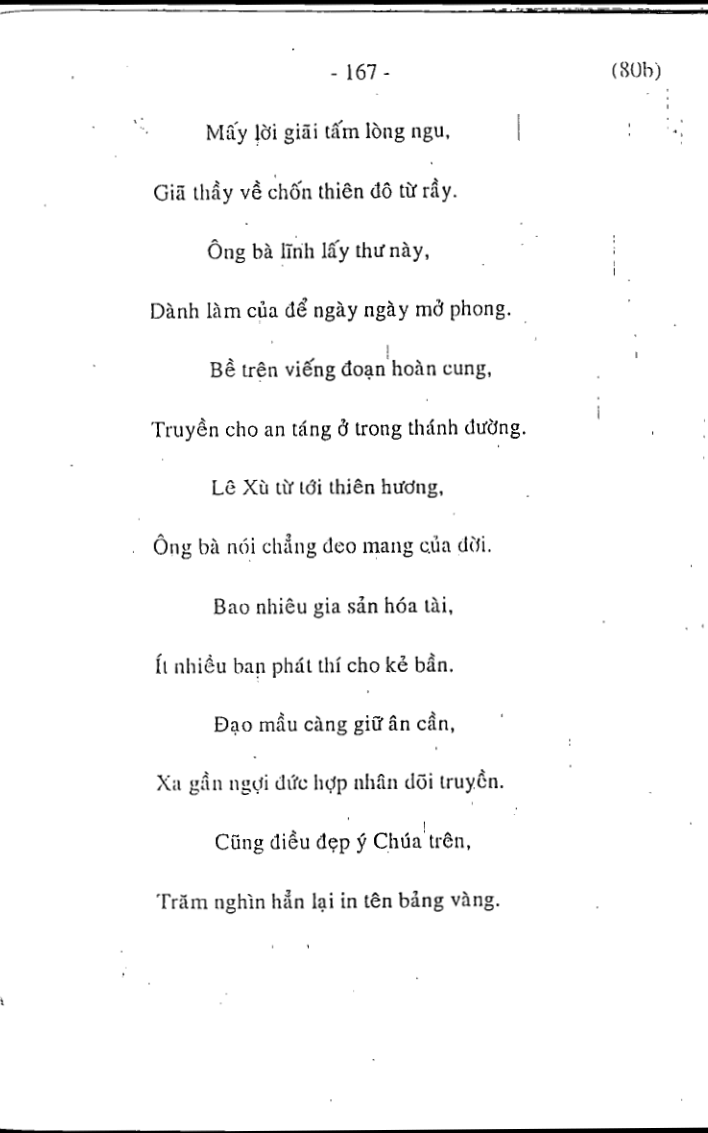 - 167 - (80b)
Mấy lời giãi tấm lòng ngu,
Giã thầy về chốn thiên đô từ rầy.
Ông bà lĩnh lấy thư này,
Dành làm của để ngày ngày mở phong.
Bề trên viếng đoạn hoàn cung,
Truyền cho an táng ở trong thánh đường.
Lê Xù từ tới thiên hương,
Ông bà nói chẳng đeo mang của đời.
Bao nhiêu gia sản hóa tài,
Ít nhiều ban phát thí cho kẻ bần.
Đạo mầu càng giữ ân cần,
Xa gần ngợi đức hợp nhân dõi truyền.
Cũng điều đẹp ý Chúa trên,
Trăm nghìn hẳn lại in tên bảng vàng.